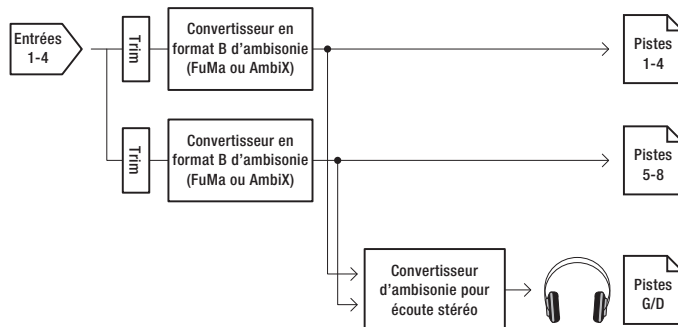 Entrées
1-4
Trim
Convertisseur en
format B d’ambisonie
(FuMa ou AmbiX)
Pistes
1-4
Trim
Convertisseur en
format B d’ambisonie
(FuMa ou AmbiX)
Pistes
5-8
Convertisseur
d’ambisonie pour
écoute stéréo
Pistes
G/D